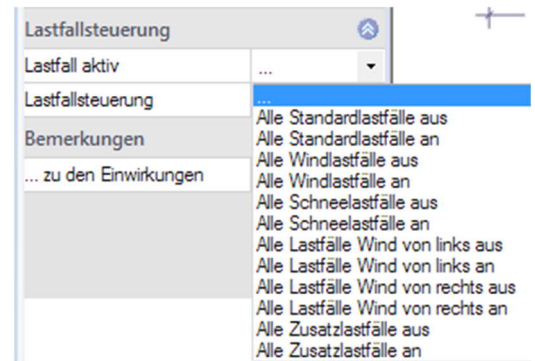 Lastfallsteuerung
Lastfall aktiv ...
Lastfallsteuerung ...
Alle Standardlastfälle aus
Bemerkungen Alle Standardlastfälle an
Alle Windlastfälle aus
... zu den Einwirkungen Alle Windlastfälle an
Alle Schneelastfälle aus
Alle Schneelastfälle an
Alle Lastfälle Wind von links aus
Alle Lastfälle Wind von links an
Alle Lastfälle Wind von rechts aus
Alle Lastfälle Wind von rechts an
Alle Zusatzlastfälle aus
Alle Zusatzlastfälle an